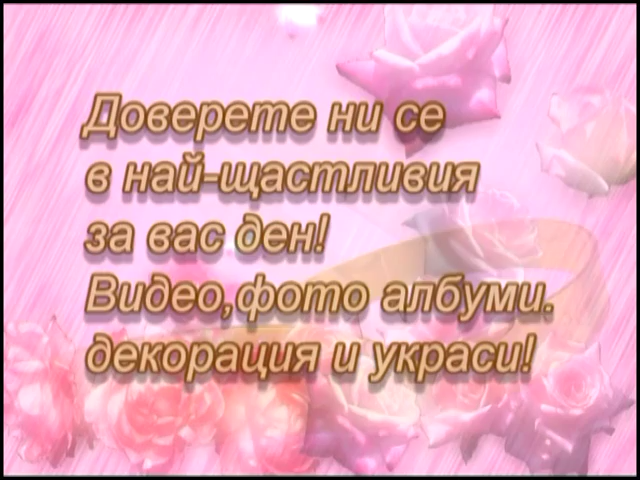 Доверете ни се
в най-щастливия
за вас ден!
Видео,фото албуми.
декорация и украси!